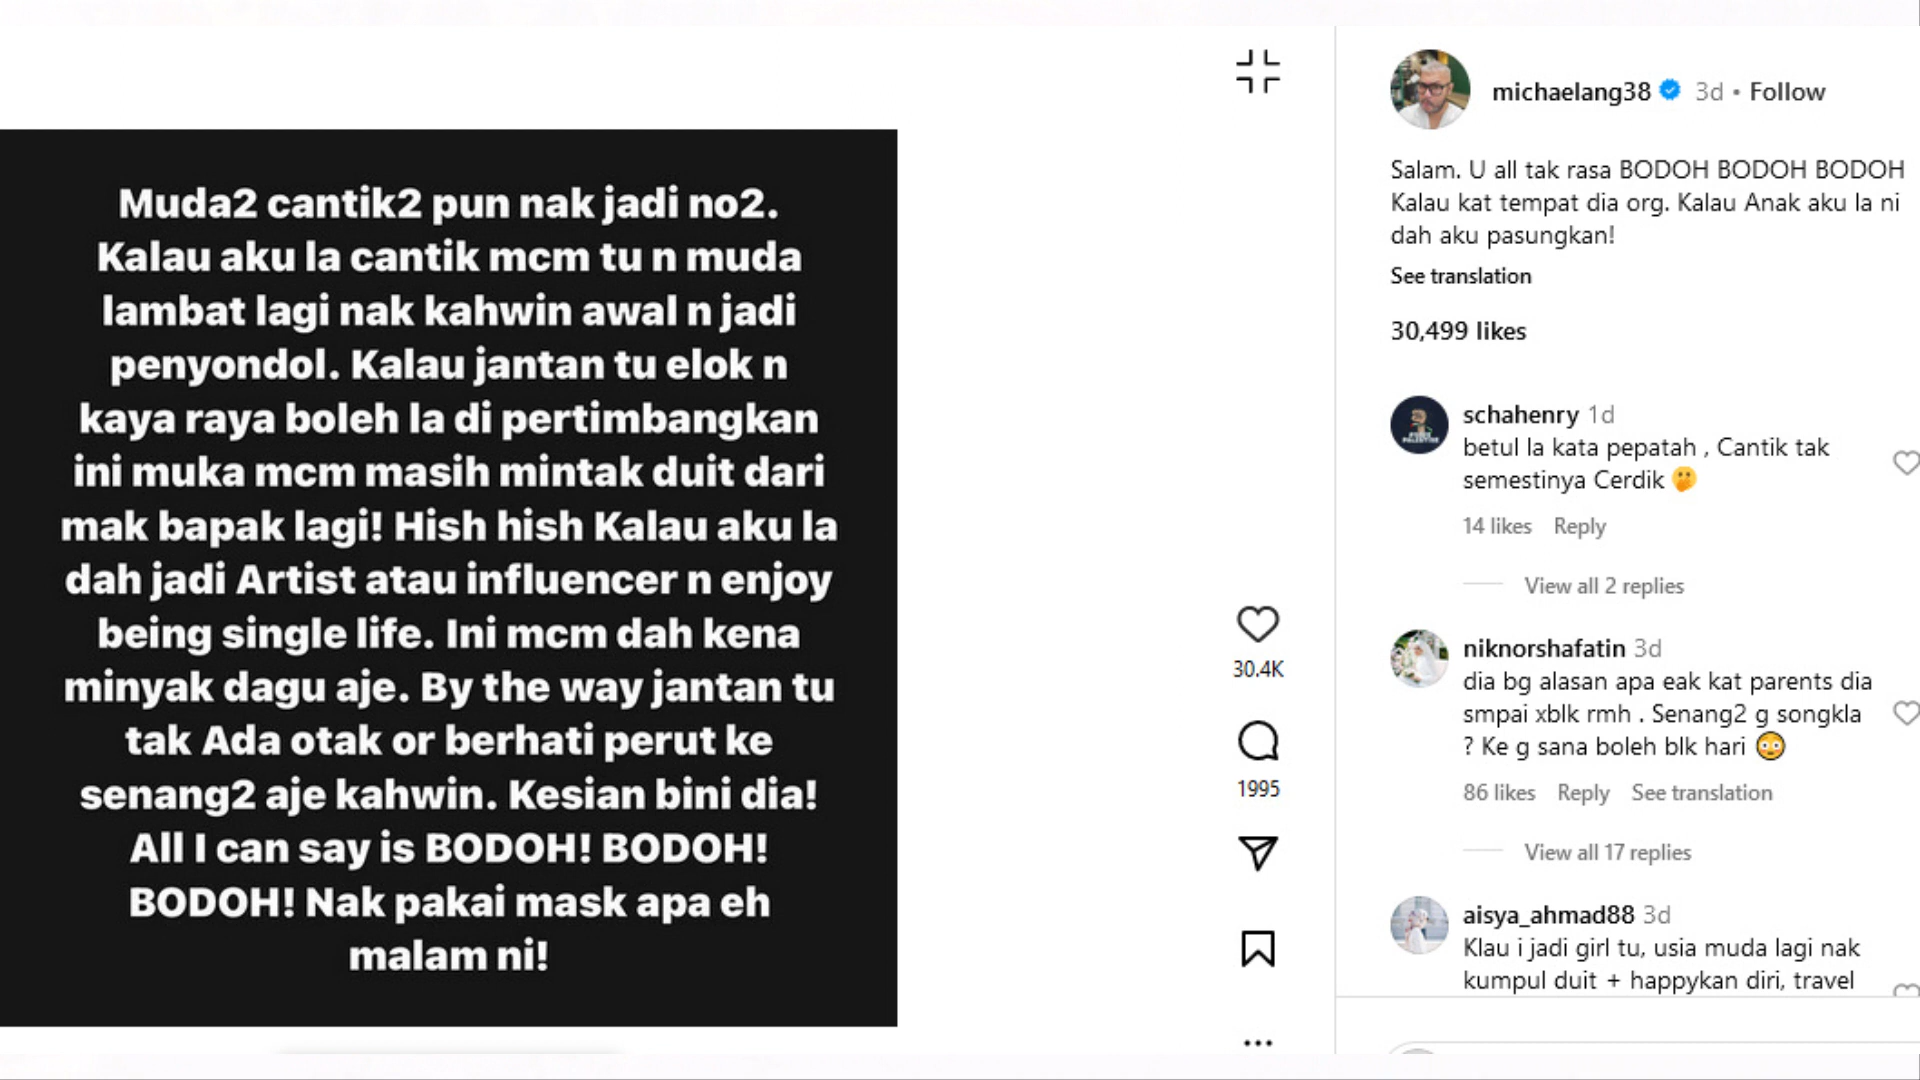 Muda2 cantik2 pun nak jadi no2.
Kalau aku la cantik mcm tu n muda
lambat lagi nak kahwin awal n jadi
penyondol. Kalau jantan tu elok n
kaya raya boleh la di pertimbangkan
ini muka mcm masih mintak duit dari
mak bapak lagi! Hish hish Kalau aku la
dah jadi Artist atau influencer n enjoy
being single life. Ini mcm dah kena
minyak dagu aje. By the way jantan tu
tak Ada otak or berhati perut ke
senang2 aje kahwin. Kesian bini dia!
All I can say is BODOH! BODOH!
BODOH! Nak pakai mask apa eh
malam ni!
30.4K
1995
michaelang38 3d • Follow
Salam. U all tak rasa BODOH BODOH BODOH
Kalau kat tempat dia org. Kalau Anak aku la ni
dah aku pasungkan!
See translation
30,499 likes
schahenry 1d
betul la kata pepatah , Cantik tak
semestinya Cerdik 🫢
14 likes Reply
View all 2 replies
niknorshafatin 3d
dia bg alasan apa eak kat parents dia
smpai xblk rmh . Senang2 g songkla
? Ke g sana boleh blk hari 😳
86 likes Reply See translation
View all 17 replies
aisya_ahmad88 3d
Klau i jadi girl tu, usia muda lagi nak
kumpul duit + happykan diri, travel